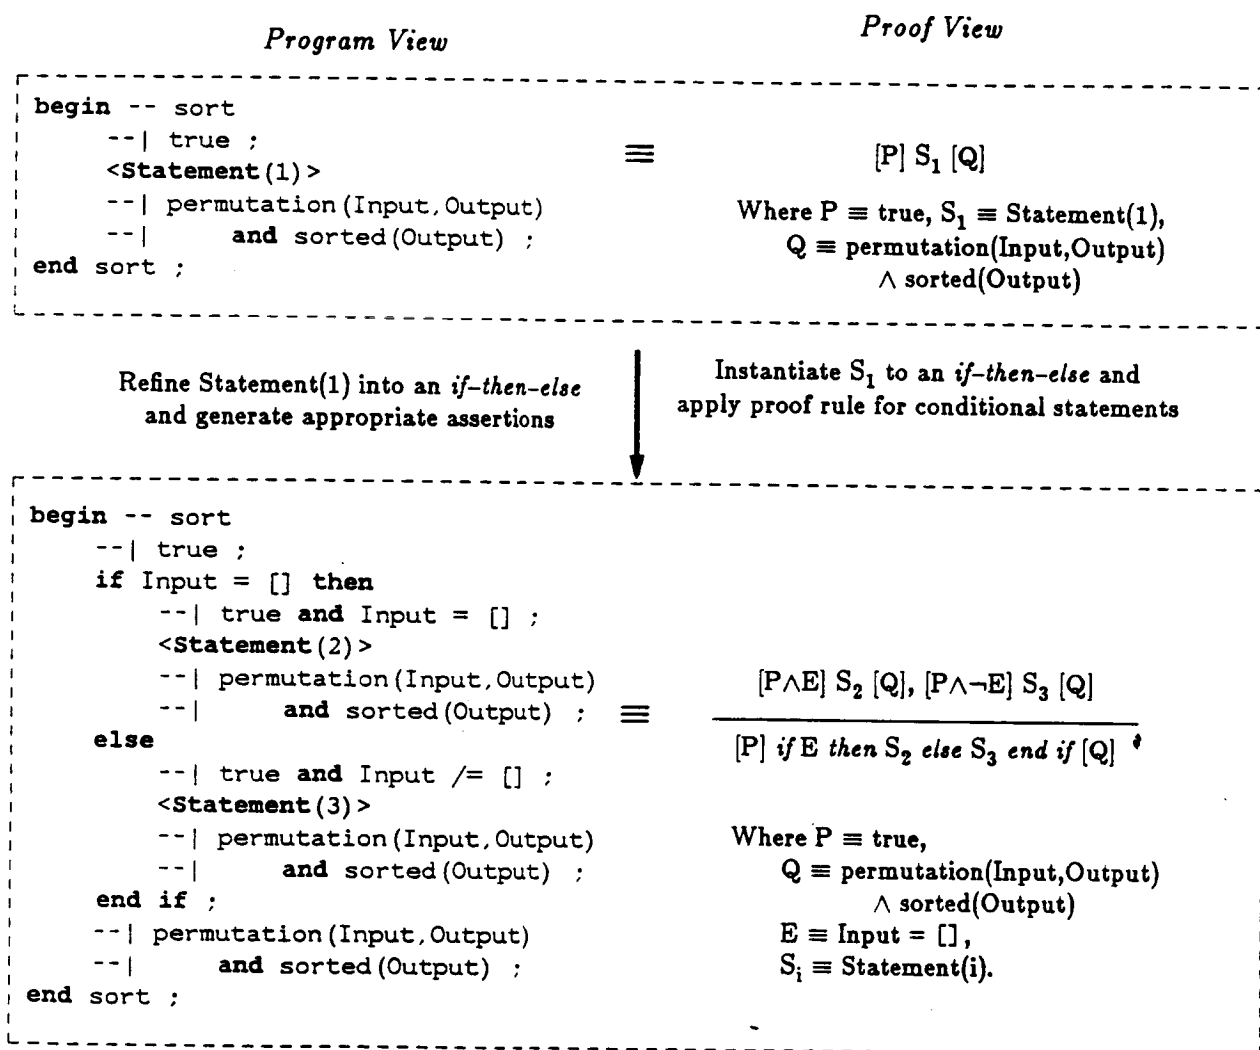 Program View
Proof View
begin -- sort
--| true ;
<Statement(1)>
--| permutation(Input,Output)
--| and sorted(Output) ;
end sort ;
≡
[P] S₁ [Q]
Where P ≡ true, S₁ ≡ Statement(1),
Q ≡ permutation(Input,Output)
∧ sorted(Output)
Refine Statement(1) into an if–then–else
and generate appropriate assertions
Instantiate S₁ to an if–then–else and
apply proof rule for conditional statements
begin -- sort
--| true ;
if Input = [] then
--| true and Input = [] ;
<Statement(2)>
--| permutation(Input,Output)
--| and sorted(Output) ;
else
--| true and Input /= [] ;
<Statement(3)>
--| permutation(Input,Output)
--| and sorted(Output) ;
end if ;
--| permutation(Input,Output)
--| and sorted(Output) ;
end sort ;
≡
[P∧E] S₂ [Q], [P∧¬E] S₃ [Q]
[P] if E then S₂ else S₃ end if [Q]
Where P ≡ true,
Q ≡ permutation(Input,Output)
∧ sorted(Output)
E ≡ Input = [],
Sᵢ ≡ Statement(i).